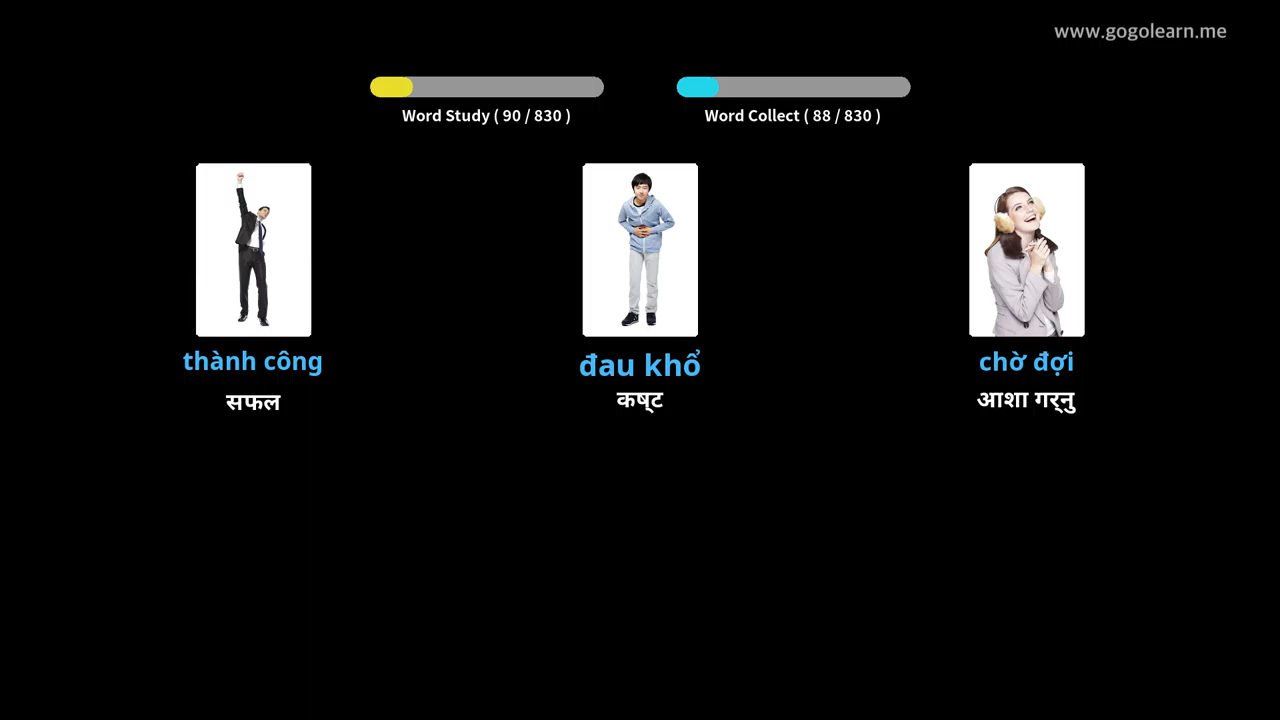 www.gogolearn.me
Word Study ( 90 / 830 )
Word Collect ( 88 / 830 )
thành công
đau khổ
chờ đợi
सफल
कष्ट
आशा गर्नु